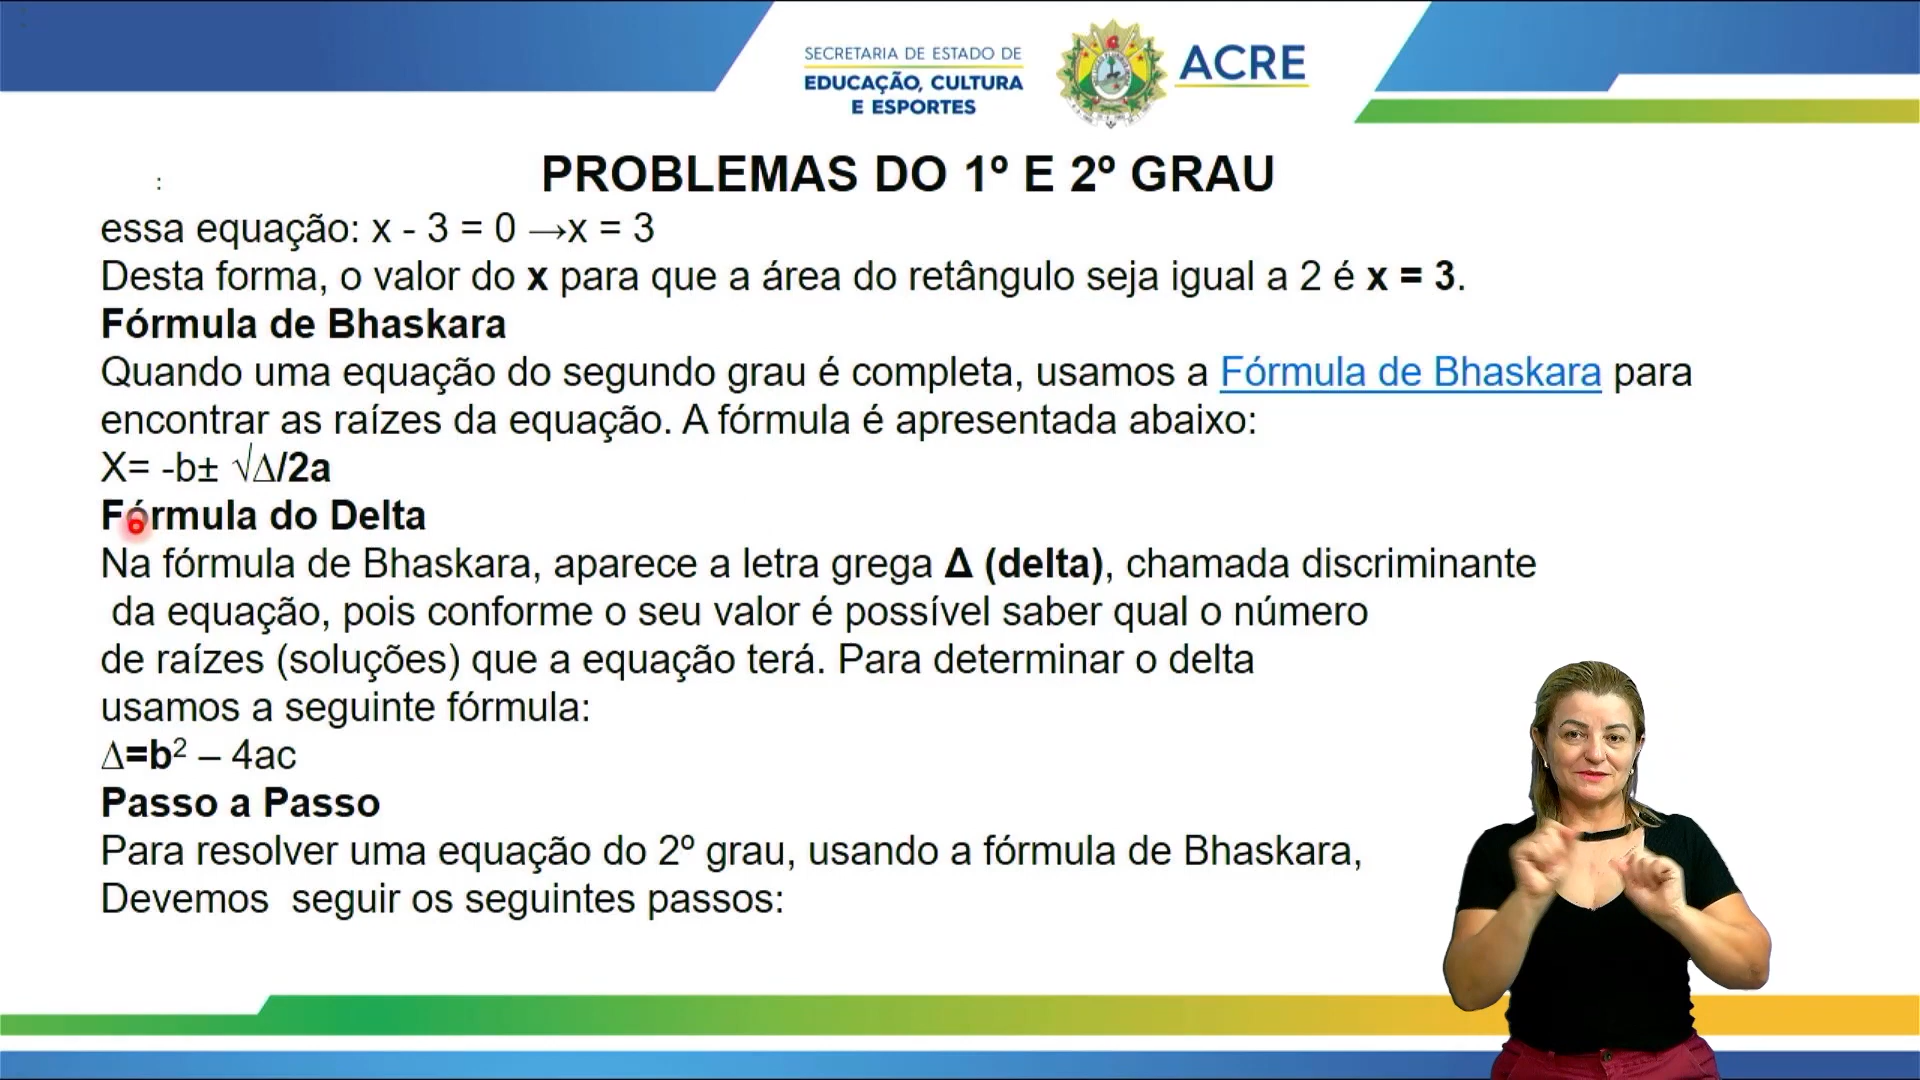 SECRETARIA DE ESTADO DE
EDUCAÇÃO, CULTURA
E ESPORTES
ACRE
PROBLEMAS DO 1º E 2º GRAU
:
essa equação: x - 3 = 0 →x = 3
Desta forma, o valor do x para que a área do retângulo seja igual a 2 é x = 3.
Fórmula de Bhaskara
Quando uma equação do segundo grau é completa, usamos a Fórmula de Bhaskara para
encontrar as raízes da equação. A fórmula é apresentada abaixo:
X= -b± √∆/2a
Fórmula do Delta
Na fórmula de Bhaskara, aparece a letra grega Δ (delta), chamada discriminante
da equação, pois conforme o seu valor é possível saber qual o número
de raízes (soluções) que a equação terá. Para determinar o delta
usamos a seguinte fórmula:
∆=b² – 4ac
Passo a Passo
Para resolver uma equação do 2º grau, usando a fórmula de Bhaskara,
Devemos  seguir os seguintes passos: